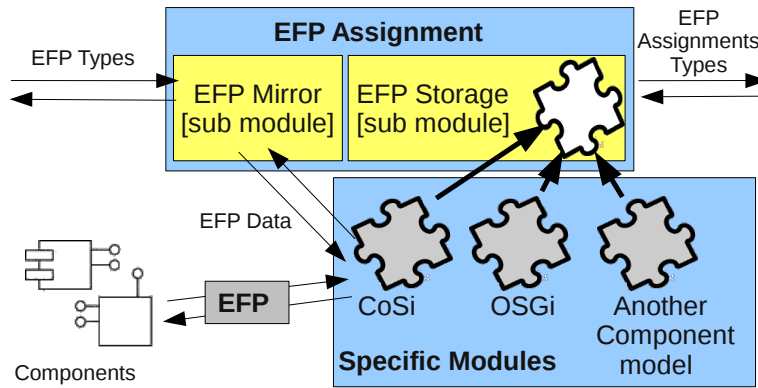 EFP Assignment
EFP
Assignments
Types
EFP Types
EFP Mirror
[sub module]
EFP Storage
[sub module]
EFP Data
EFP
CoSi
OSGi
Another
Component
model
Specific Modules
Components